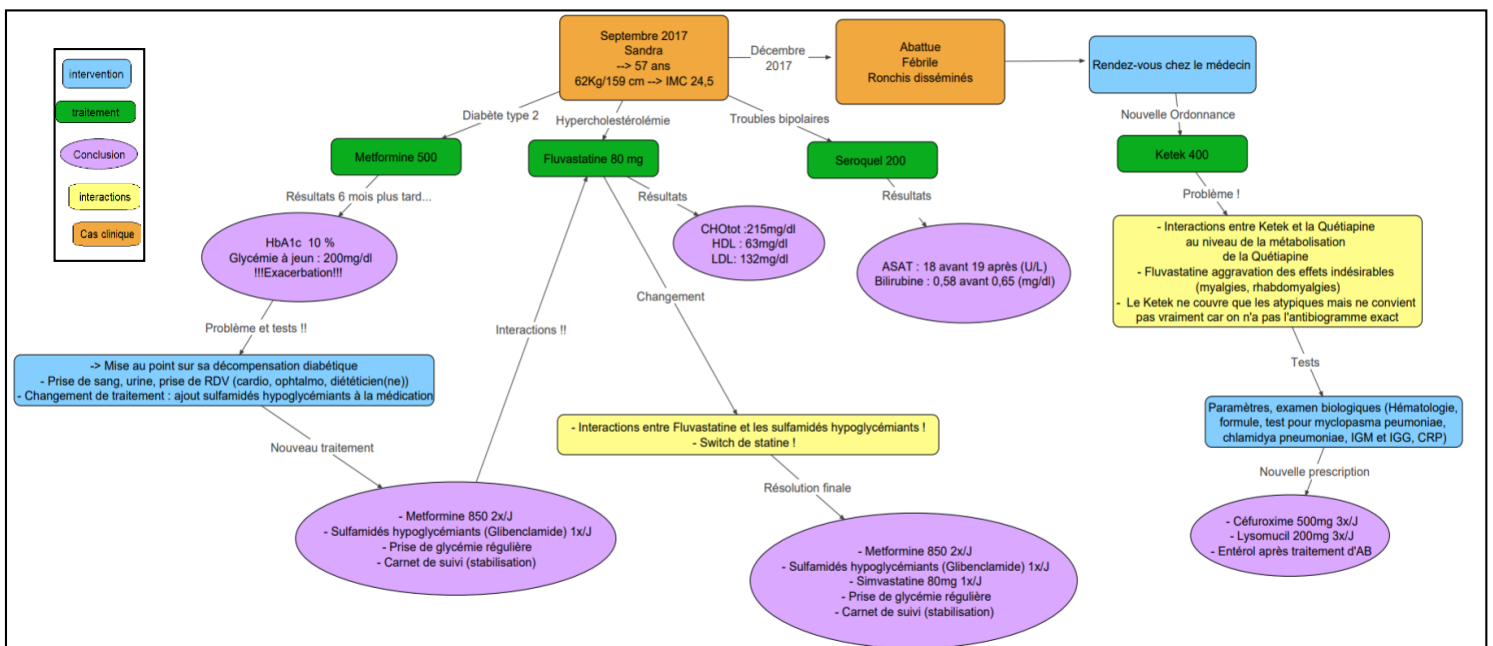 intervention
traitement
Conclusion
interactions
Cas clinique
Septembre 2017
Sandra
--> 57 ans
62Kg/159 cm --> IMC 24,5
Décembre
2017
Abattue
Fébrile
Ronchis disséminés
Rendez-vous chez le médecin
Diabète type 2
Hypercholestérolémie
Troubles bipolaires
Nouvelle Ordonnance
Metformine 500
Fluvastatine 80 mg
Seroquel 200
Ketek 400
Résultats 6 mois plus tard...
Résultats
Résultats
Problème !
HbA1c 10 %
Glycémie à jeun : 200mg/dl
!!!Exacerbation!!!
CHOtot :215mg/dl
HDL : 63mg/dl
LDL: 132mg/dl
ASAT : 18 avant 19 après (U/L)
Bilirubine : 0,58 avant 0,65 (mg/dl)
- Interactions entre Ketek et la Quétiapine
au niveau de la métabolisation
de la Quétiapine
- Fluvastatine aggravation des effets indésirables
(myalgies, rhabdomyalgies)
- Le Ketek ne couvre que les atypiques mais ne convient
pas vraiment car on n'a pas l'antibiogramme exact
Problème et tests !!
Interactions !!
Changement
Tests
-> Mise au point sur sa décompensation diabétique
- Prise de sang, urine, prise de RDV (cardio, ophtalmo, diététicien(ne))
- Changement de traitement : ajout sulfamidés hypoglycémiants à la médication
- Interactions entre Fluvastatine et les sulfamidés hypoglycémiants !
- Switch de statine !
Paramètres, examen biologiques (Hématologie,
formule, test pour myclopasma peumoniae,
chlamidya pneumoniae, IGM et IGG, CRP)
Nouveau traitement
Résolution finale
Nouvelle prescription
- Metformine 850 2x/J
- Sulfamidés hypoglycémiants (Glibenclamide) 1x/J
- Prise de glycémie régulière
- Carnet de suivi (stabilisation)
- Metformine 850 2x/J
- Sulfamidés hypoglycémiants (Glibenclamide) 1x/J
- Simvastatine 80mg 1x/J
- Prise de glycémie régulière
- Carnet de suivi (stabilisation)
- Céfuroxime 500mg 3x/J
- Lysomucil 200mg 3x/J
- Entérol après traitement d'AB